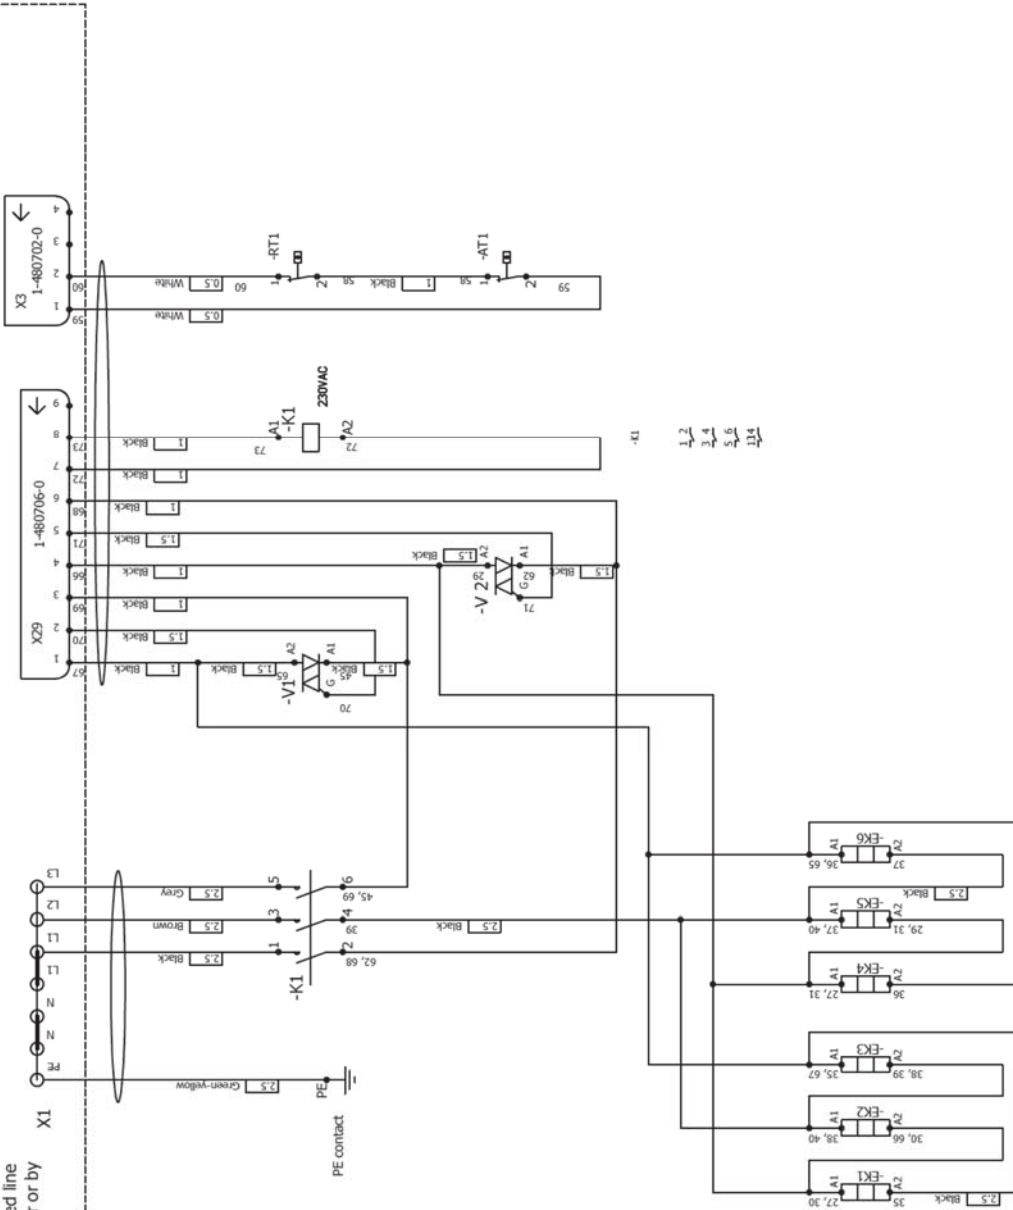 4
3
2
1
X3
1-480702-0
60
59
White
0.5
60
-RT1
1
2
58
Black
1
58
-AT1
1
2
59
White
0.5
9
8
7
6
5
4
3
2
1
X29
1-480706-0
73
72
68
71
66
69
70
67
Black
1
73
A1
-K1
A2
72
230VAC
Black
1
Black
1
Black
1.5
Black
1
Black
1.5
29
A2
-V 2
A1
G
62
71
Black
1.5
Black
1
Black
1.5
Black
1
Black
1.5
65
A2
-V1
A1
G
45
70
Black
1.5
-K1
1 2
3 4
5 6
X1
L3
L2
L1
L1
N
N
PE
Grey
2.5
5
6
45, 69
Brown
2.5
3
4
39
Black
2.5
Black
2.5
1
2
62, 68
-K1
Green-yellow
2.5
PE
PE contact
-EK6
A1
A2
36, 65
37
Black
2.5
-EK5
A1
A2
37, 40
29, 31
-EK4
A1
A2
27, 31
36
-EK3
A1
A2
35, 67
38, 39
-EK2
A1
A2
38, 40
30, 66
-EK1
A1
A2
27, 30
35
Black
2.5
ed line
r or by